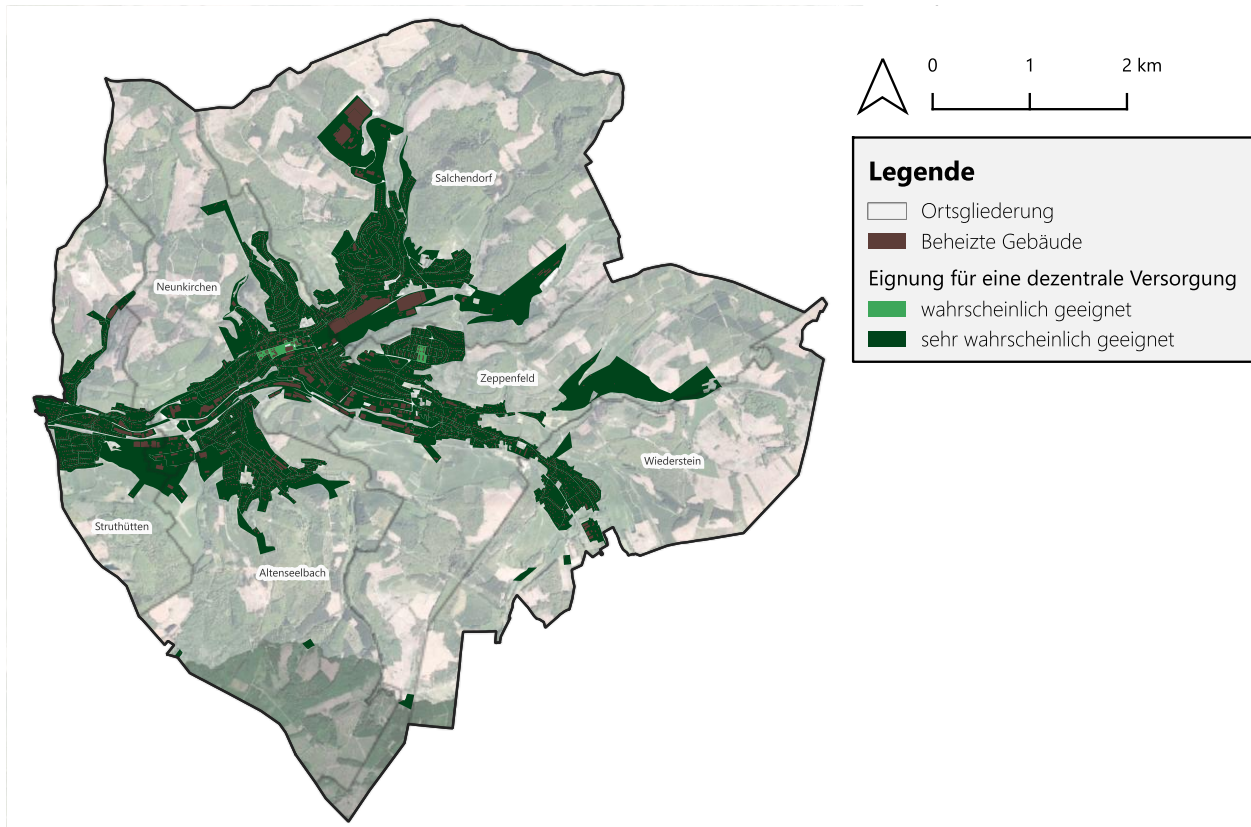 0 1 2 km
Legende
Ortsgliederung
Beheizte Gebäude
Eignung für eine dezentrale Versorgung
wahrscheinlich geeignet
sehr wahrscheinlich geeignet
Salchendorf
Neunkirchen
Zeppenfeld
Wiederstein
Struthütten
Altenseelbach